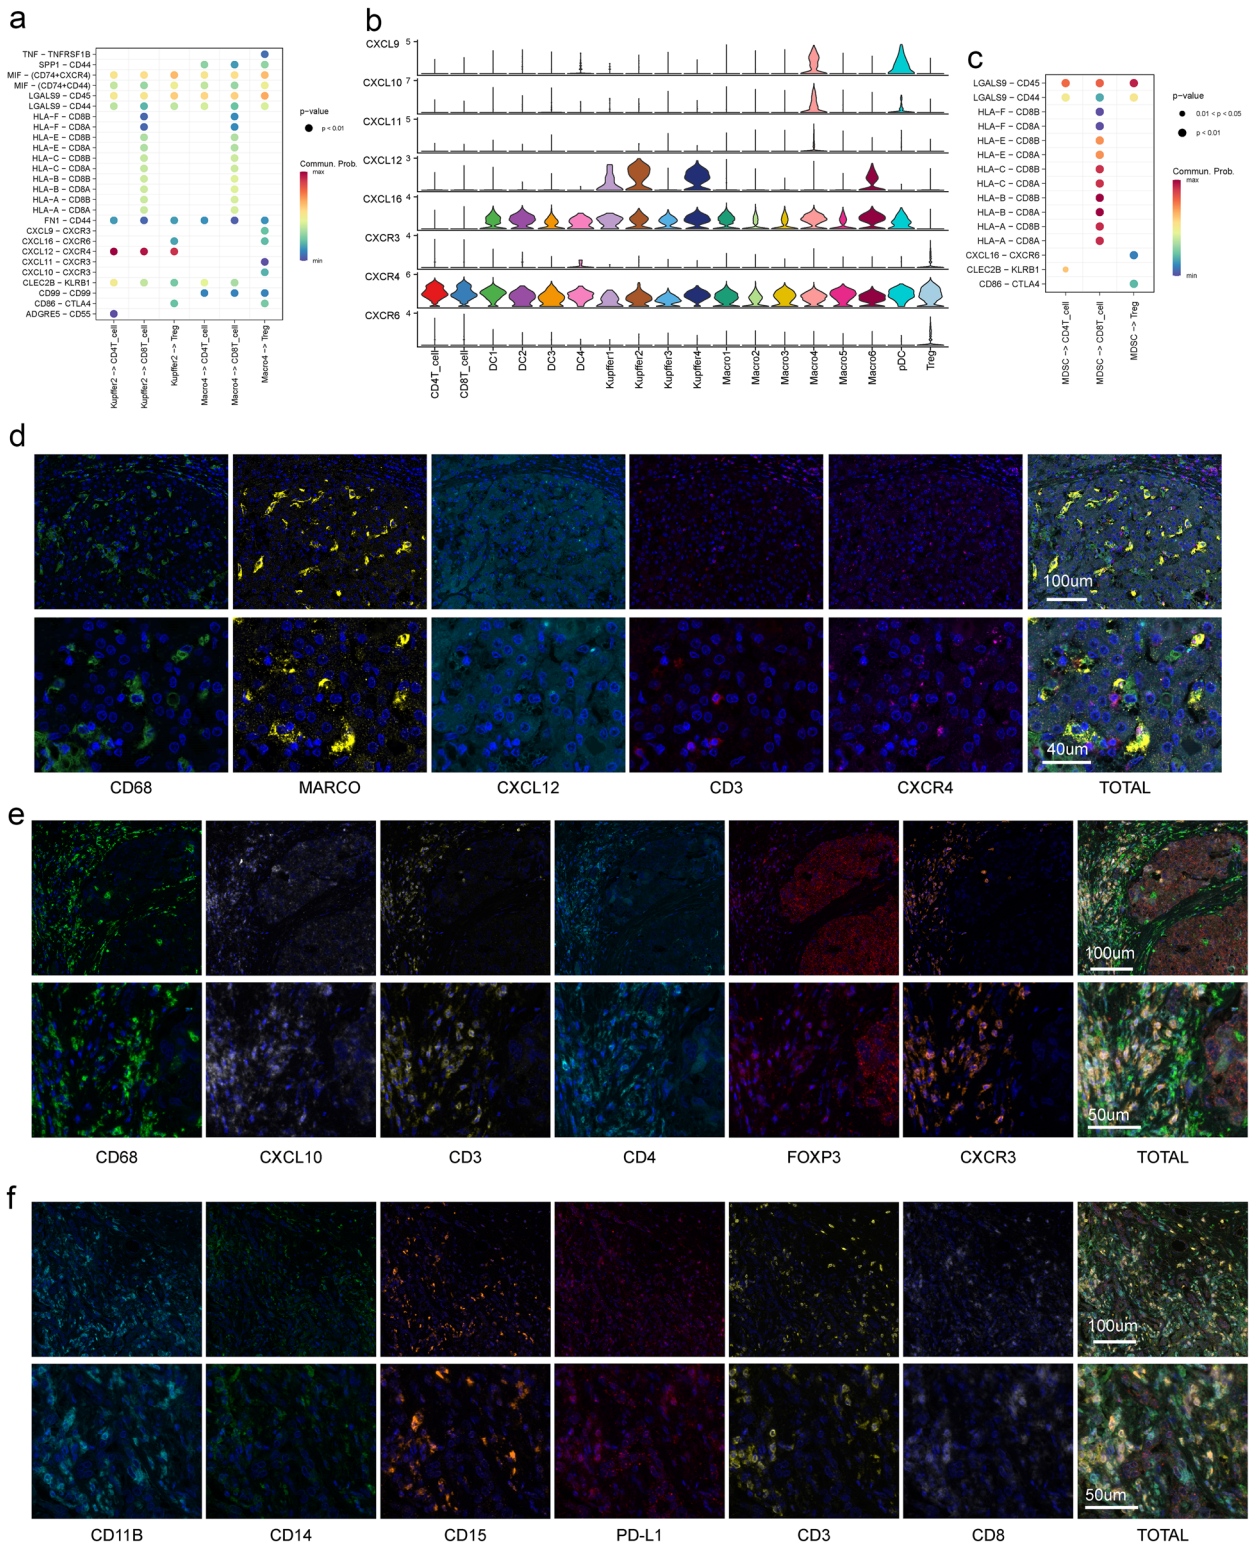 a
TNF − TNFRSF1B
SPP1 − CD44
MIF − (CD74+CXCR4)
MIF − (CD74+CD44)
LGALS9 − CD45
LGALS9 − CD44
HLA−F − CD8B
HLA−F − CD8A
HLA−E − CD8B
HLA−E − CD8A
HLA−C − CD8B
HLA−C − CD8A
HLA−B − CD8B
HLA−B − CD8A
HLA−A − CD8B
HLA−A − CD8A
FN1 − CD44
CXCL9 − CXCR3
CXCL16 − CXCR6
CXCL12 − CXCR4
CXCL11 − CXCR3
CXCL10 − CXCR3
CLEC2B − KLRB1
CD99 − CD99
CD86 − CTLA4
ADGRE5 − CD55
Kupffer2 −> CD4T_cell
Kupffer2 −> CD8T_cell
Kupffer2 −> Treg
Macro4 −> CD4T_cell
Macro4 −> CD8T_cell
Macro4 −> Treg
p−value
p < 0.01
Commun. Prob.
max
min
b
CXCL9 5
CXCL10 7
CXCL11 5
CXCL12 3
CXCL16 4
CXCR3 4
CXCR4 6
CXCR6 4
CD4T_cell
CD8T_cell
DC1
DC2
DC3
DC4
Kupffer1
Kupffer2
Kupffer3
Kupffer4
Macro1
Macro2
Macro3
Macro4
Macro5
Macro6
pDC
Treg
c
LGALS9 − CD45
LGALS9 − CD44
HLA−F − CD8B
HLA−F − CD8A
HLA−E − CD8B
HLA−E − CD8A
HLA−C − CD8B
HLA−C − CD8A
HLA−B − CD8B
HLA−B − CD8A
HLA−A − CD8B
HLA−A − CD8A
CXCL16 − CXCR6
CLEC2B − KLRB1
CD86 − CTLA4
MDSC −> CD4T_cell
MDSC −> CD8T_cell
MDSC −> Treg
p−value
0.01 < p < 0.05
p < 0.01
Commun. Prob.
max
min
d
100um
40um
CD68 MARCO CXCL12 CD3 CXCR4 TOTAL
e
100um
50um
CD68 CXCL10 CD3 CD4 FOXP3 CXCR3 TOTAL
f
100um
50um
CD11B CD14 CD15 PD-L1 CD3 CD8 TOTAL